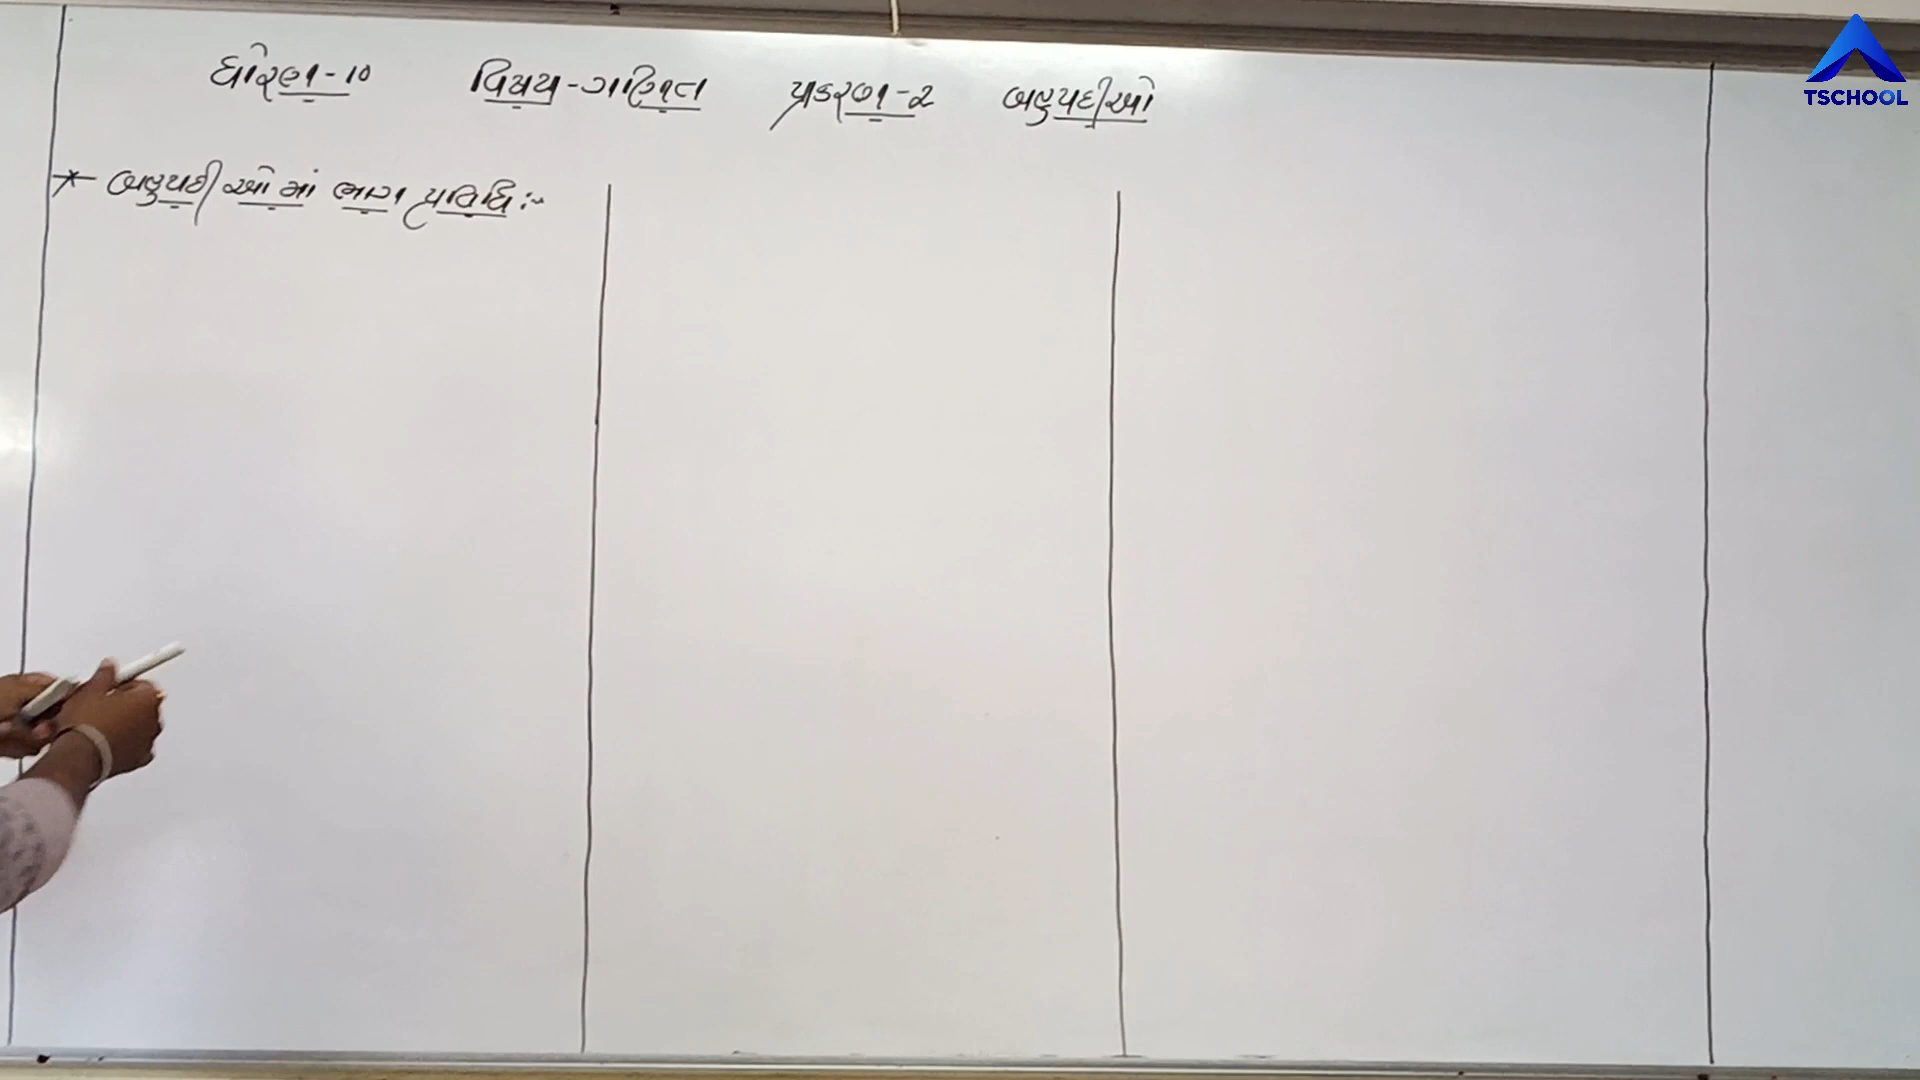 ધોરણ-10 વિષય-ગણિત પ્રકરણ-2 બહુપદીઓ
* બહુપદીઓ માં ભાગ પ્રવિધિ:-
TSCHOOL